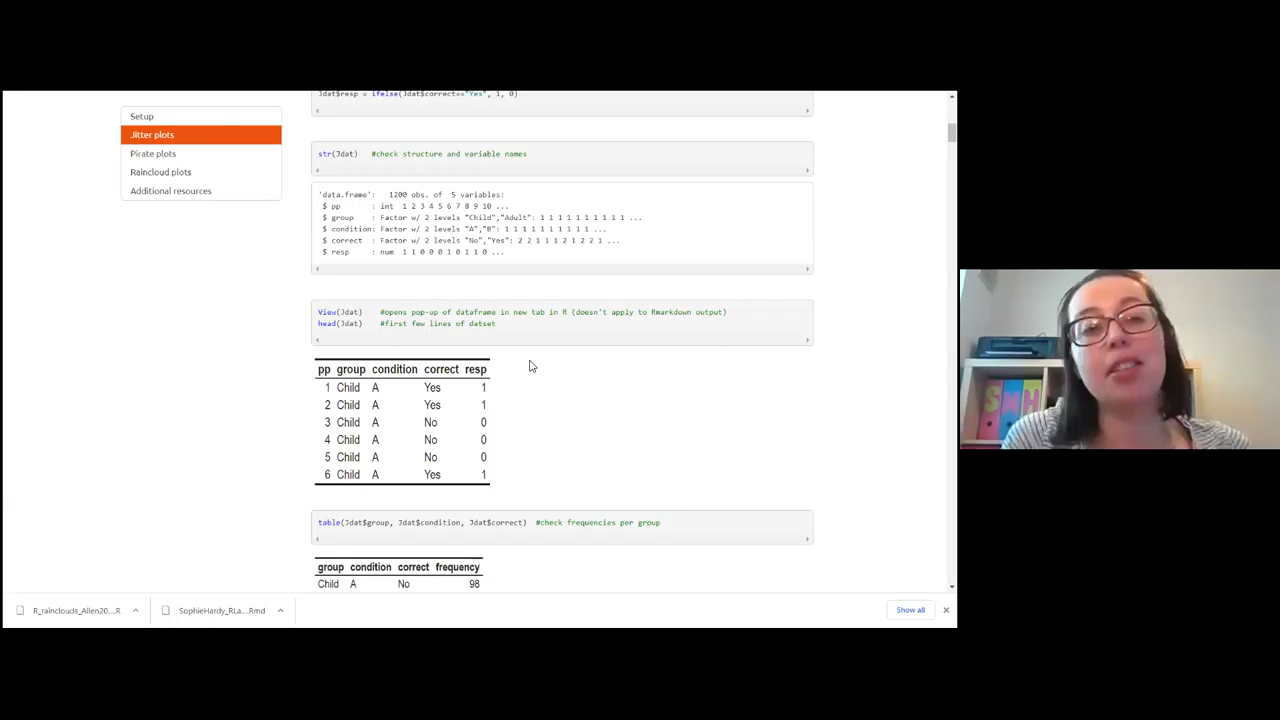 Setup
Jitter plots
Pirate plots
Raincloud plots
Additional resources
Jdat$resp = ifelse(Jdat$correct=="Yes", 1, 0)
str(Jdat) #check structure and variable names
'data.frame': 1200 obs. of 5 variables:
$ pp : int 1 2 3 4 5 6 7 8 9 10 ...
$ group : Factor w/ 2 levels "Child","Adult": 1 1 1 1 1 1 1 1 1 1 ...
$ condition: Factor w/ 2 levels "A","B": 1 1 1 1 1 1 1 1 1 1 ...
$ correct : Factor w/ 2 levels "No","Yes": 2 2 1 1 1 2 1 2 2 1 ...
$ resp : num 1 1 0 0 0 1 0 1 1 0 ...
View(Jdat) #opens pop-up of dataframe in new tab in R (doesn't apply to Rmarkdown output)
head(Jdat) #first few lines of datset
pp group condition correct resp
1 Child A Yes 1
2 Child A Yes 1
3 Child A No 0
4 Child A No 0
5 Child A No 0
6 Child A Yes 1
table(Jdat$group, Jdat$condition, Jdat$correct) #check frequencies per group
group condition correct frequency
Child A No 98
R_rainclouds_Allen20....R
SophieHardy_RLa....Rmd
Show all
SMH